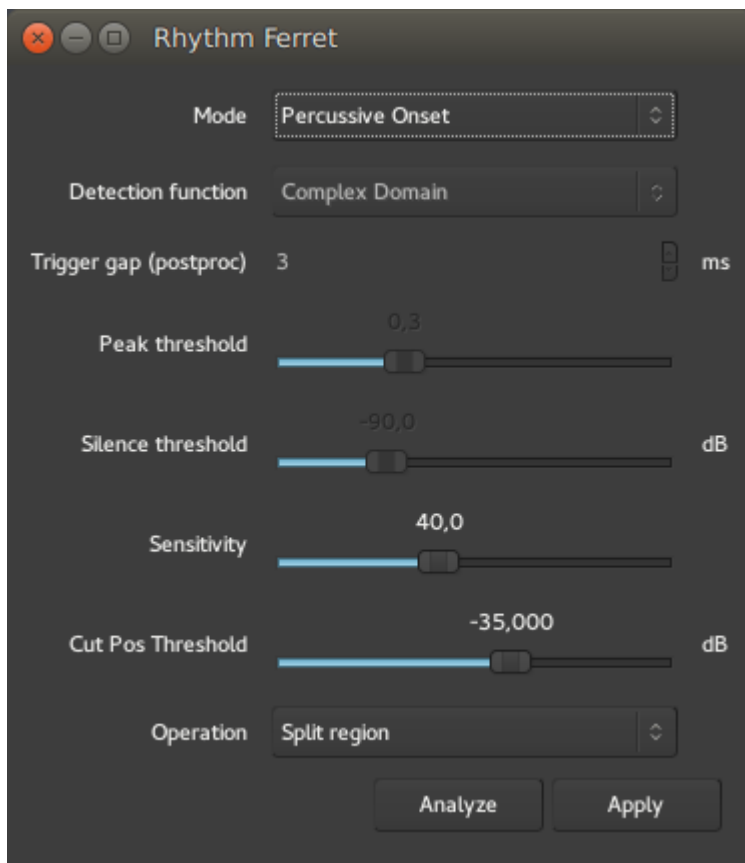 Rhythm Ferret
Mode Percussive Onset
Detection function Complex Domain
Trigger gap (postproc) 3 ms
0,3
Peak threshold
-90,0
Silence threshold dB
40,0
Sensitivity
-35,000
Cut Pos Threshold dB
Operation Split region
Analyze Apply